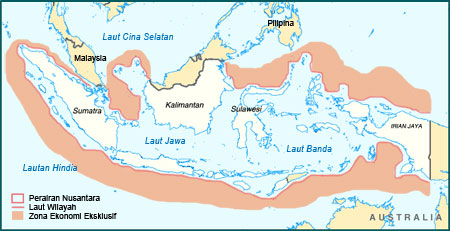 Pilipina
Laut Cina Selatan
Malaysia
Kalimantan
Sumatra
Sulawesi
IRIAN JAYA
Laut Jawa
Laut Banda
Lautan Hindia
Perairan Nusantara
Laut Wilayah
Zona Ekonomi Eksklusif
AUSTRALIA